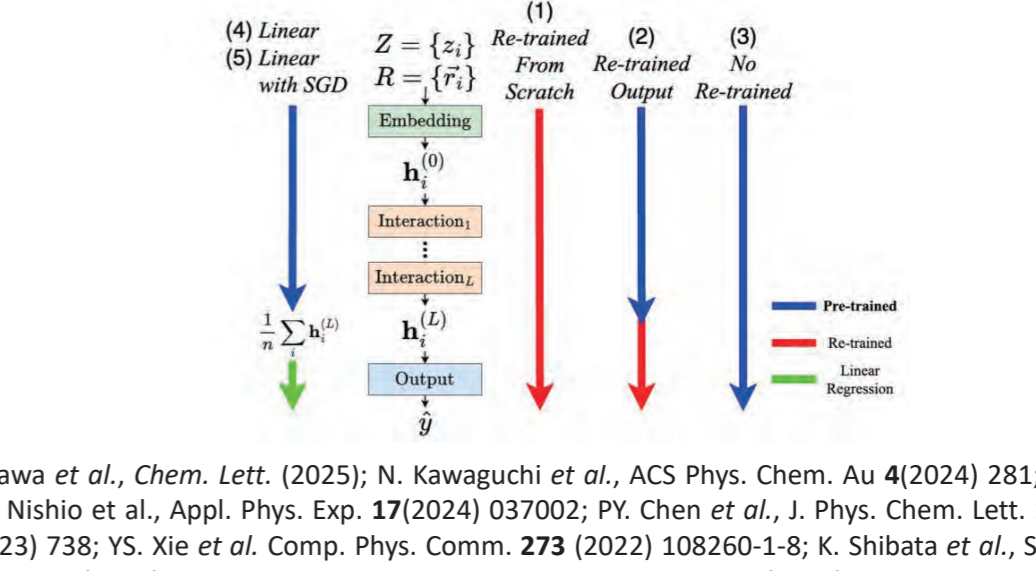 (4) Linear
(5) Linear
with SGD
Z = {z_i}
R = {\vec{r}_i}
(1)
Re-trained
From
Scratch
(2)
Re-trained
Output
(3)
No
Re-trained
Embedding
h_i^{(0)}
Interaction_1
⋮
Interaction_L
h_i^{(L)}
\frac{1}{n} \sum_i h_i^{(L)}
Output
ŷ
Pre-trained
Re-trained
Linear
Regression
awa et al., Chem. Lett. (2025); N. Kawaguchi et al., ACS Phys. Chem. Au 4(2024) 281;
Nishio et al., Appl. Phys. Exp. 17(2024) 037002; PY. Chen et al., J. Phys. Chem. Lett.
23) 738; YS. Xie et al. Comp. Phys. Comm. 273 (2022) 108260-1-8; K. Shibata et al., S